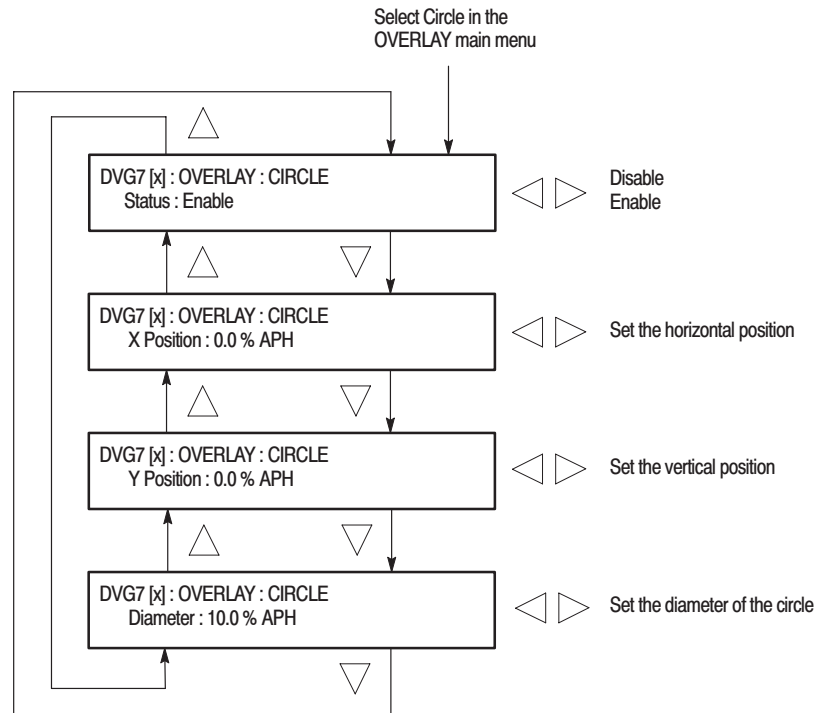 Select Circle in the
OVERLAY main menu
DVG7 [x] : OVERLAY : CIRCLE
Status : Enable
Disable
Enable
DVG7 [x] : OVERLAY : CIRCLE
X Position : 0.0 % APH
Set the horizontal position
DVG7 [x] : OVERLAY : CIRCLE
Y Position : 0.0 % APH
Set the vertical position
DVG7 [x] : OVERLAY : CIRCLE
Diameter : 10.0 % APH
Set the diameter of the circle